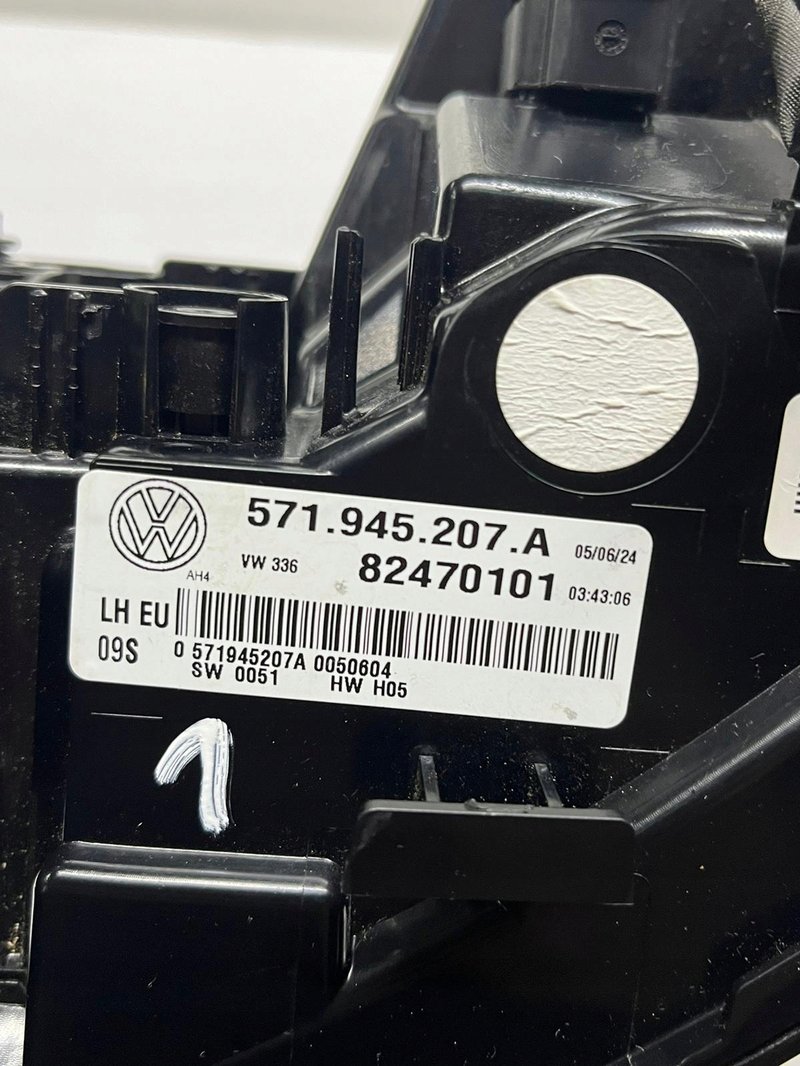 571.945.207.A 05/06/24
AH4 VW 336 82470101 03:43:06
LH EU
09S 0 571945207A 0050604
SW 0051 HW H05
1